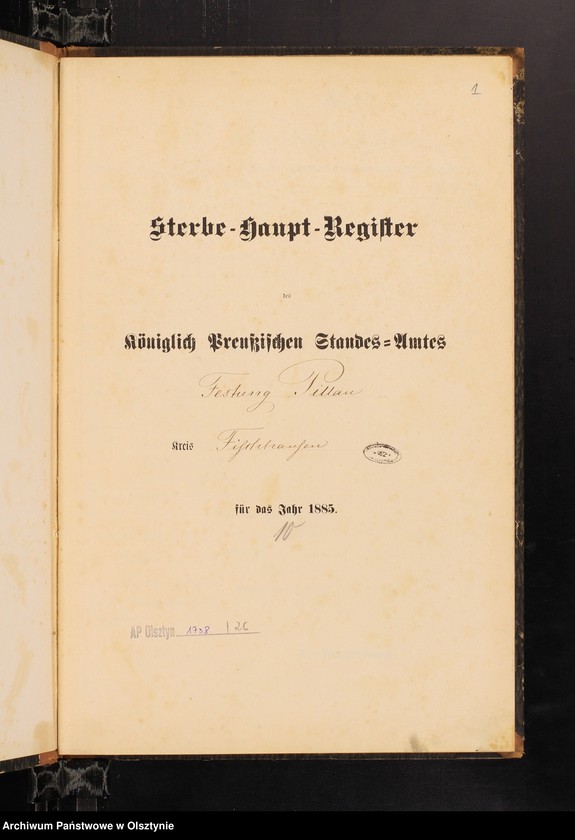 1
Sterbe-Haupt-Register
des
Königlich Preußischen Standes-Amtes
Festung Pillau
Kreis Fischhausen
für das Jahr 1885.
10
AP Olsztyn 1738 / 26
Archiwum Państwowe w Olsztynie